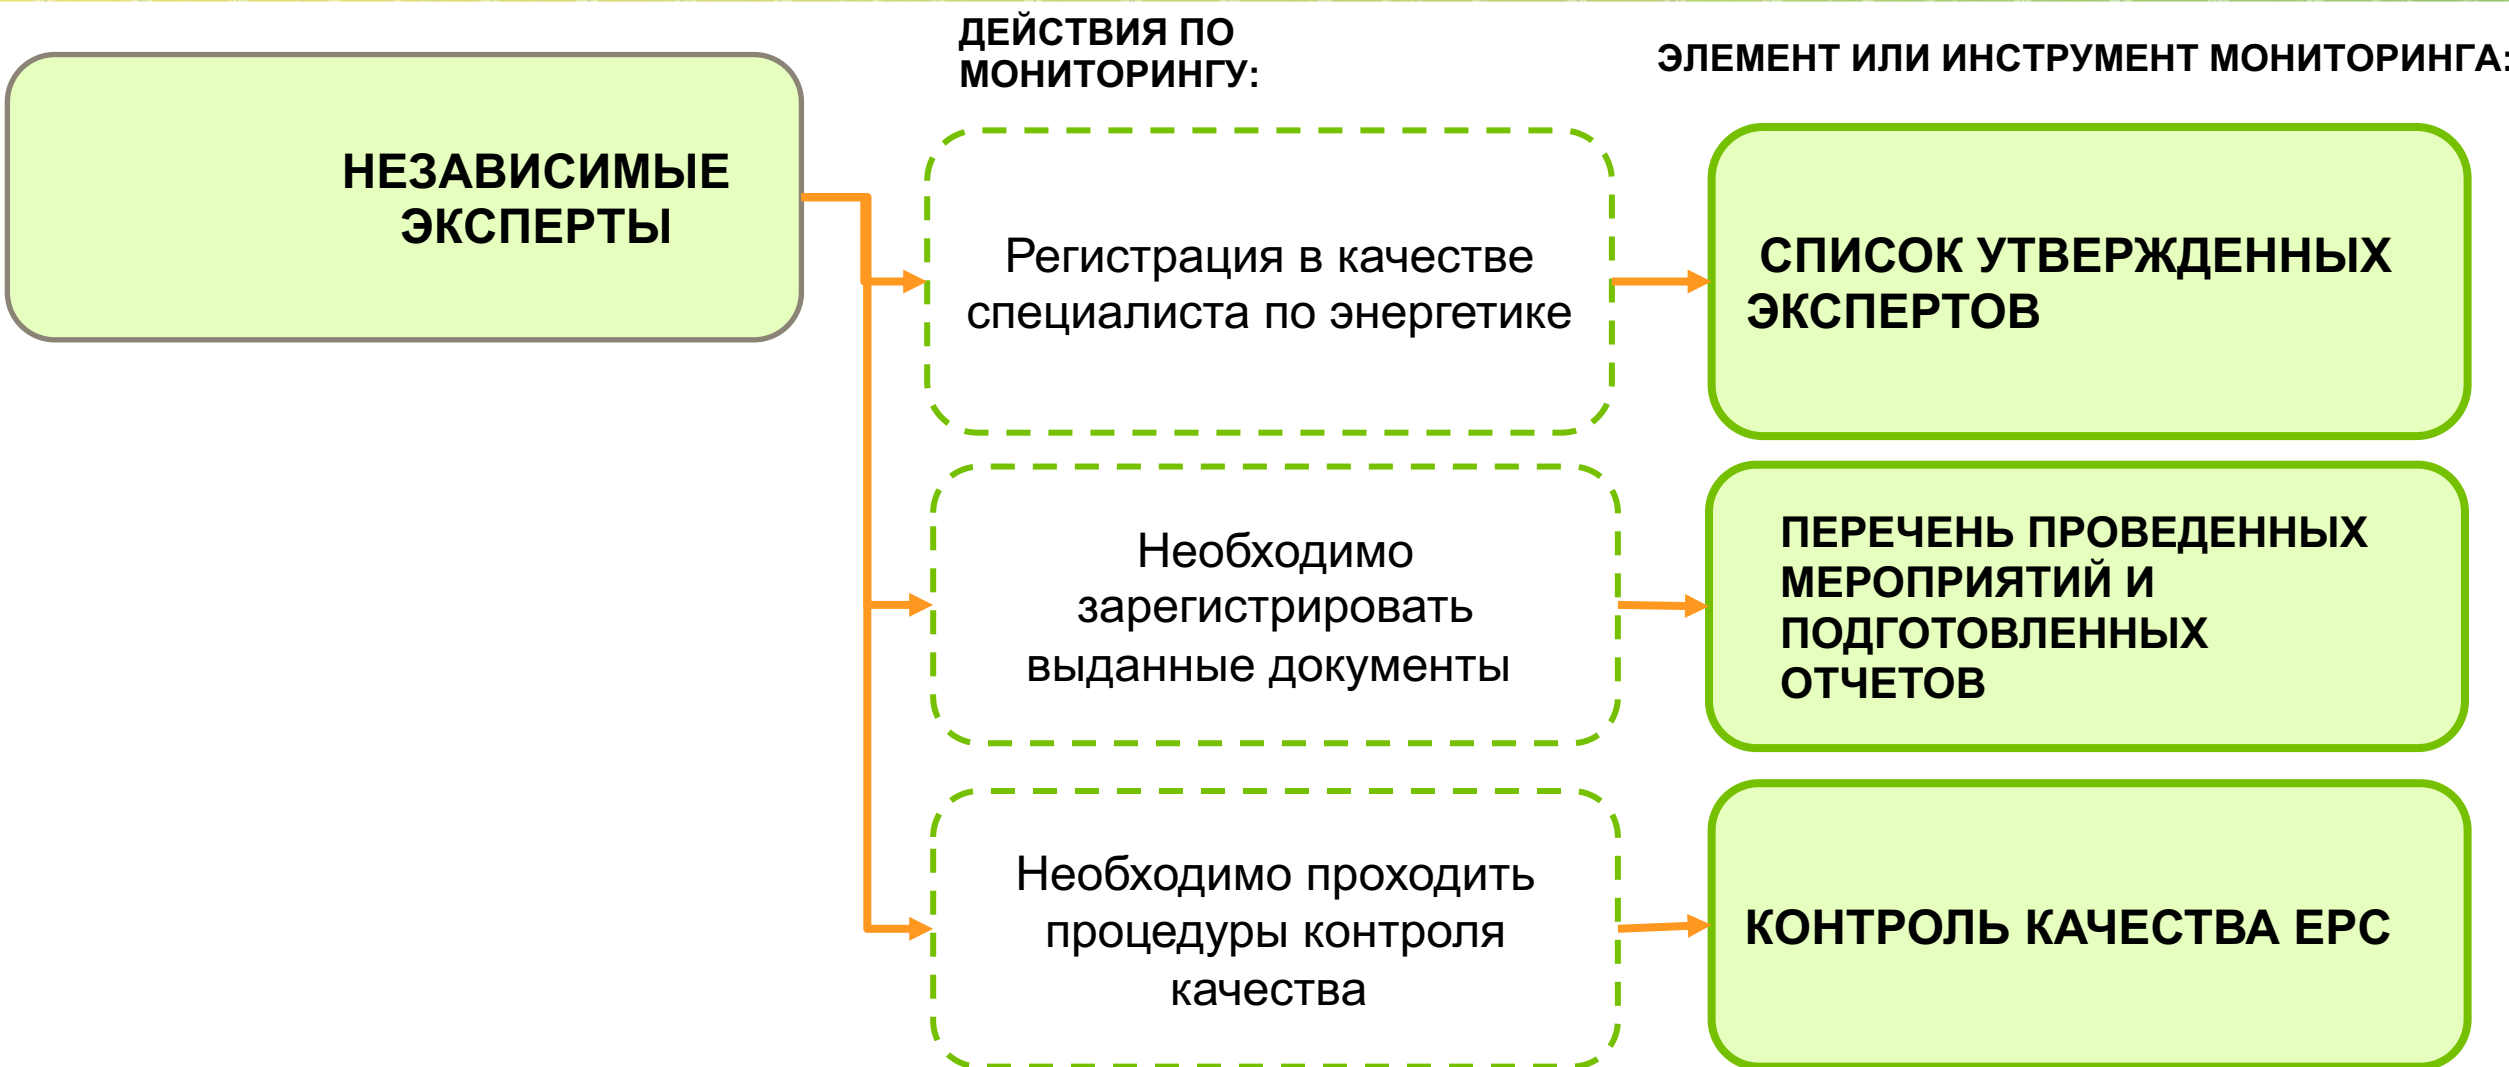 ДЕЙСТВИЯ ПО
МОНИТОРИНГУ:
ЭЛЕМЕНТ ИЛИ ИНСТРУМЕНТ МОНИТОРИНГА:
НЕЗАВИСИМЫЕ
ЭКСПЕРТЫ
Регистрация в качестве
специалиста по энергетике
СПИСОК УТВЕРЖДЕННЫХ
ЭКСПЕРТОВ
Необходимо
зарегистрировать
выданные документы
ПЕРЕЧЕНЬ ПРОВЕДЕННЫХ
МЕРОПРИЯТИЙ И
ПОДГОТОВЛЕННЫХ
ОТЧЕТОВ
Необходимо проходить
процедуры контроля
качества
КОНТРОЛЬ КАЧЕСТВА EPC